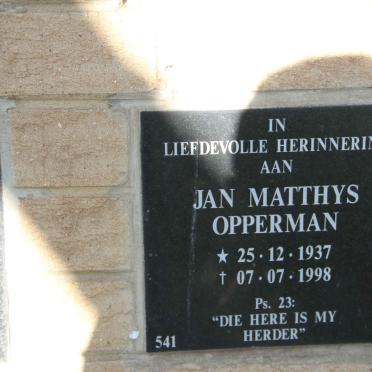 IN
LIEFDEVOLLE HERINNERIN
AAN
JAN MATTHYS
OPPERMAN
★ 25·12·1937
† 07·07·1998
Ps. 23:
“DIE HERE IS MY
HERDER”
541